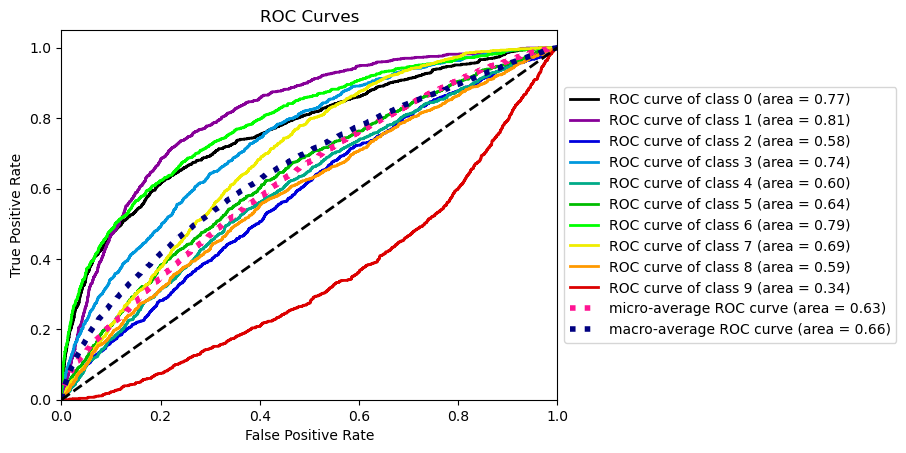 ROC Curves
True Positive Rate
1.0
0.8
0.6
0.4
0.2
0.0
0.0 0.2 0.4 0.6 0.8 1.0
False Positive Rate
ROC curve of class 0 (area = 0.77)
ROC curve of class 1 (area = 0.81)
ROC curve of class 2 (area = 0.58)
ROC curve of class 3 (area = 0.74)
ROC curve of class 4 (area = 0.60)
ROC curve of class 5 (area = 0.64)
ROC curve of class 6 (area = 0.79)
ROC curve of class 7 (area = 0.69)
ROC curve of class 8 (area = 0.59)
ROC curve of class 9 (area = 0.34)
micro-average ROC curve (area = 0.63)
macro-average ROC curve (area = 0.66)